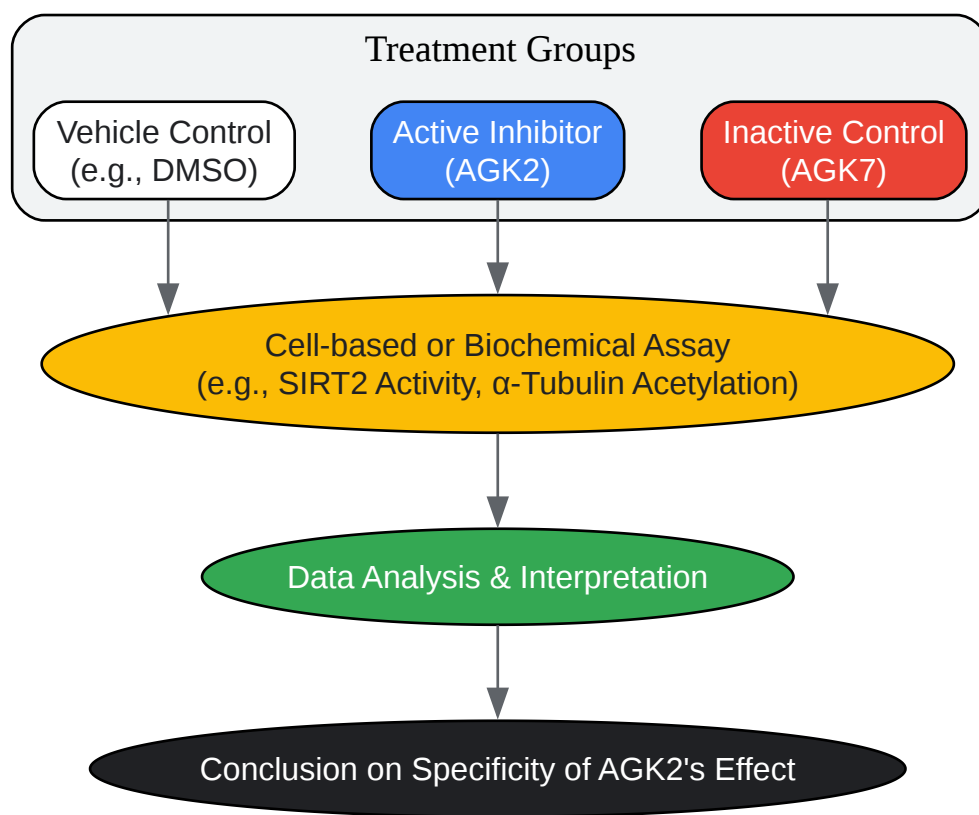 Treatment Groups
Vehicle Control
(e.g., DMSO)
Active Inhibitor
(AGK2)
Inactive Control
(AGK7)
Cell-based or Biochemical Assay
(e.g., SIRT2 Activity, α-Tubulin Acetylation)
Data Analysis & Interpretation
Conclusion on Specificity of AGK2's Effect